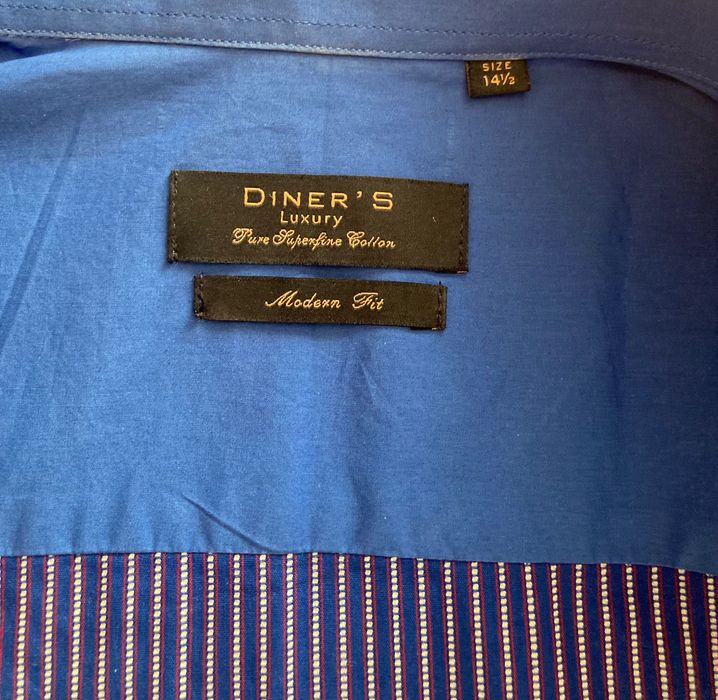 SIZE
14½
DINER'S
Luxury
Pure Superfine Cotton
Modern Fit